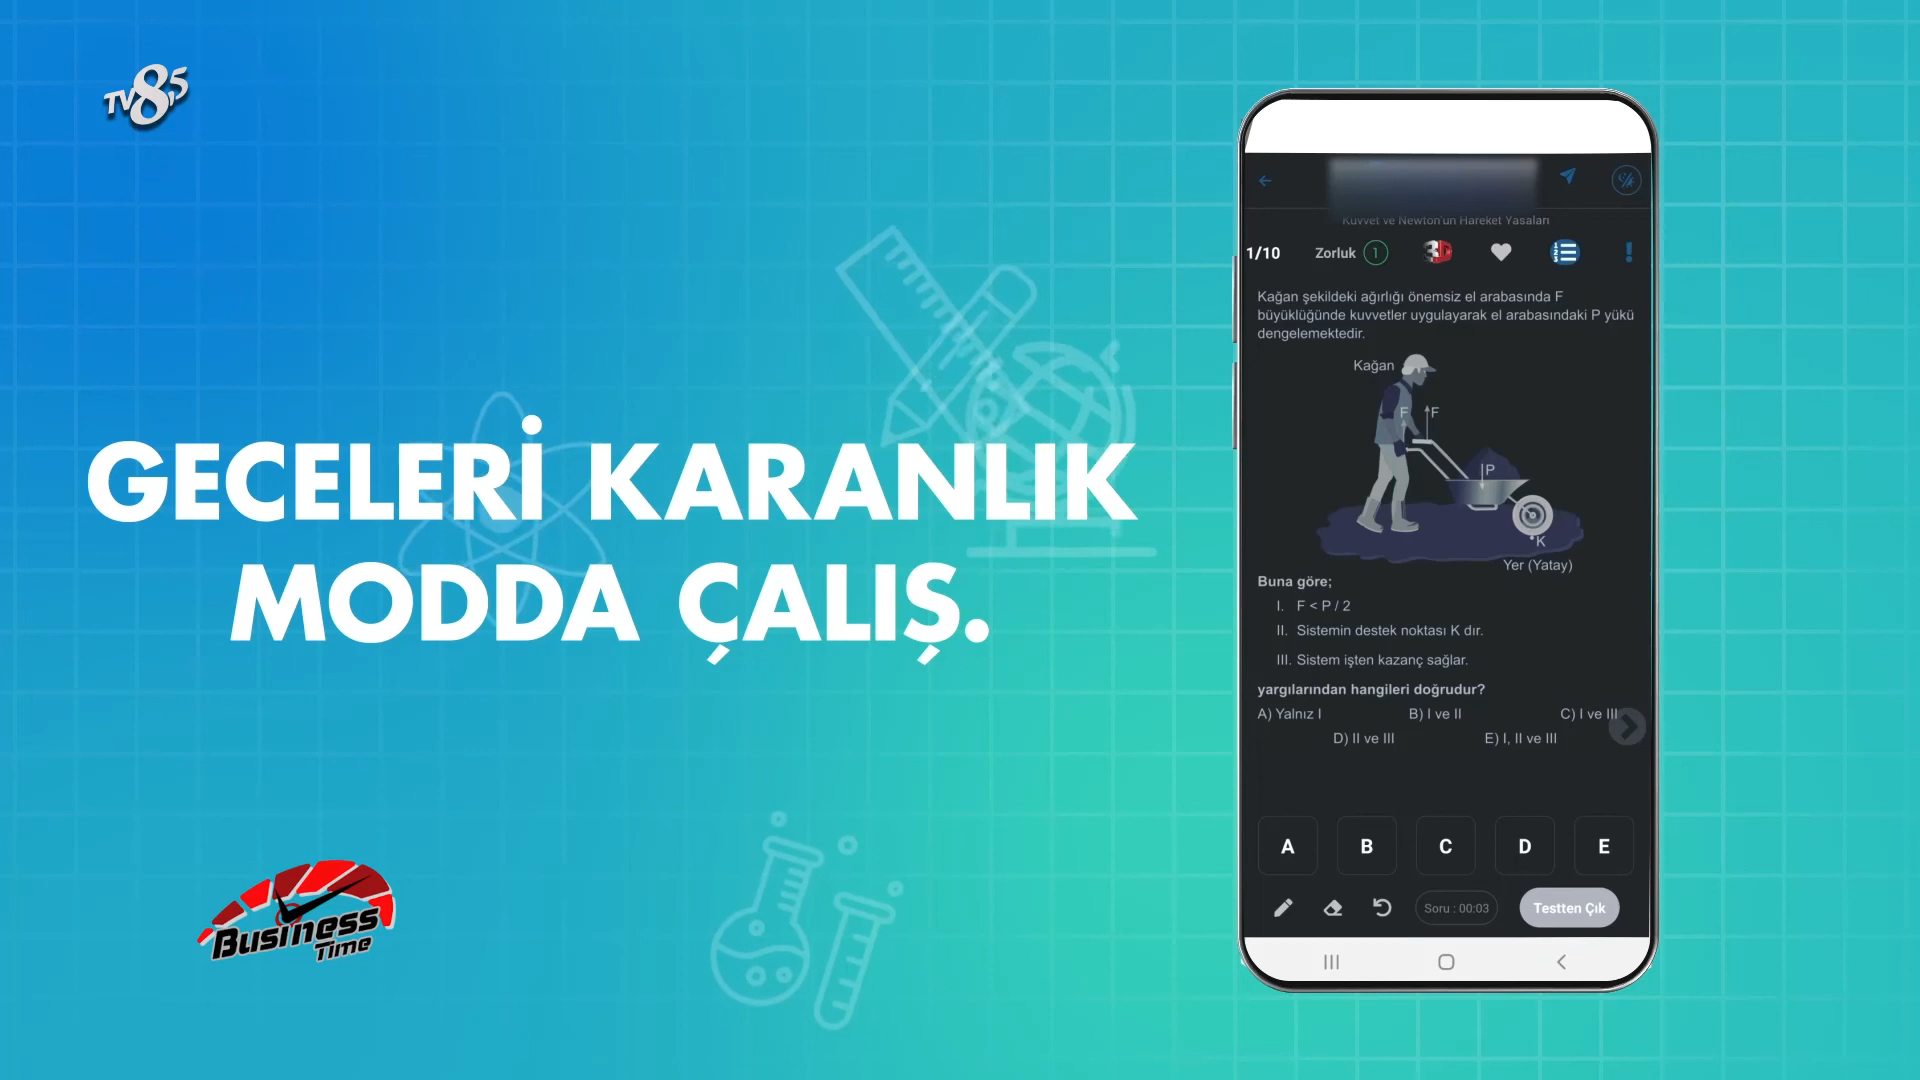 TV8,5
GECELERİ KARANLIK
MODDA ÇALIŞ.
Business
Time
Kuvvet ve Newton'un Hareket Yasaları
1/10
Zorluk 1
3D
Kağan şekildeki ağırlığı önemsiz el arabasında F
büyüklüğünde kuvvetler uygulayarak el arabasındaki P yükü
dengelemektedir.
Kağan
F F
P
K
Yer (Yatay)
Buna göre;
I. F < P / 2
II. Sistemin destek noktası K dır.
III. Sistem işten kazanç sağlar.
yargılarından hangileri doğrudur?
A) Yalnız I B) I ve II C) I ve III
D) II ve III E) I, II ve III
A B C D E
Soru : 00:03
Testten Çık